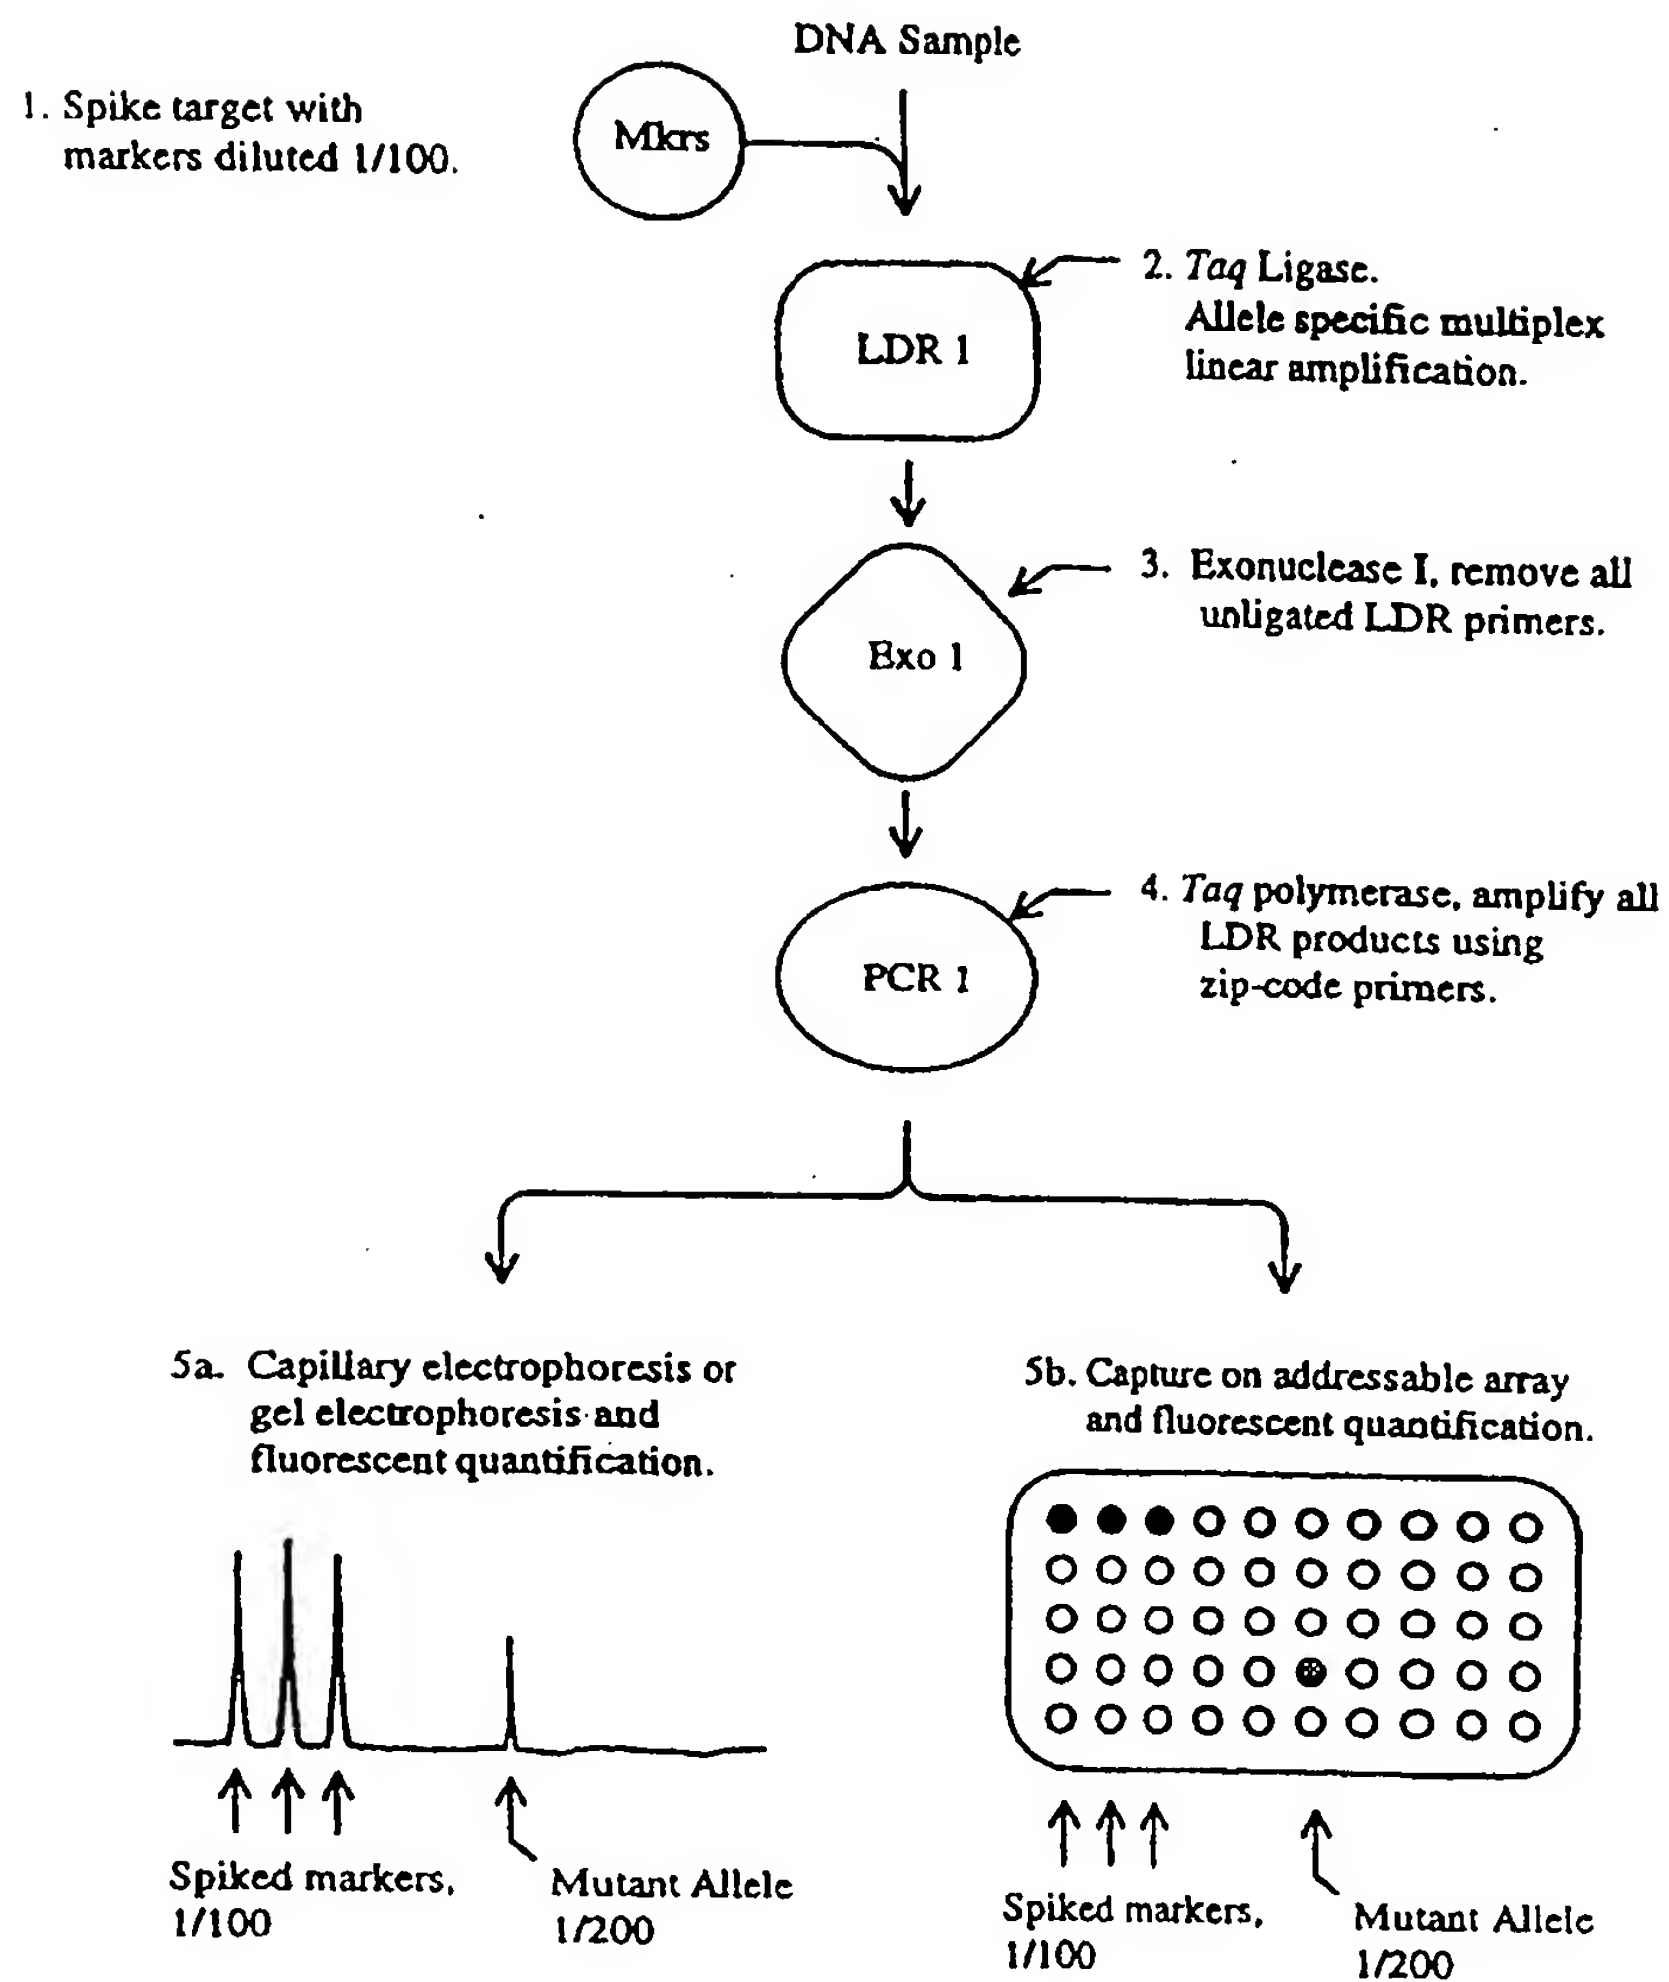 DNA Sample
1. Spike target with
markers diluted 1/100.
Mkrs
2. Taq Ligase.
Allele specific multiplex
linear amplification.
LDR 1
3. Exonuclease I, remove all
unligated LDR primers.
Exo 1
4. Taq polymerase, amplify all
LDR products using
zip-code primers.
PCR 1
5a. Capillary electrophoresis or
gel electrophoresis and
fluorescent quantification.
5b. Capture on addressable array
and fluorescent quantification.
Spiked markers,
1/100
Mutant Allele
1/200
Spiked markers,
1/100
Mutant Allele
1/200